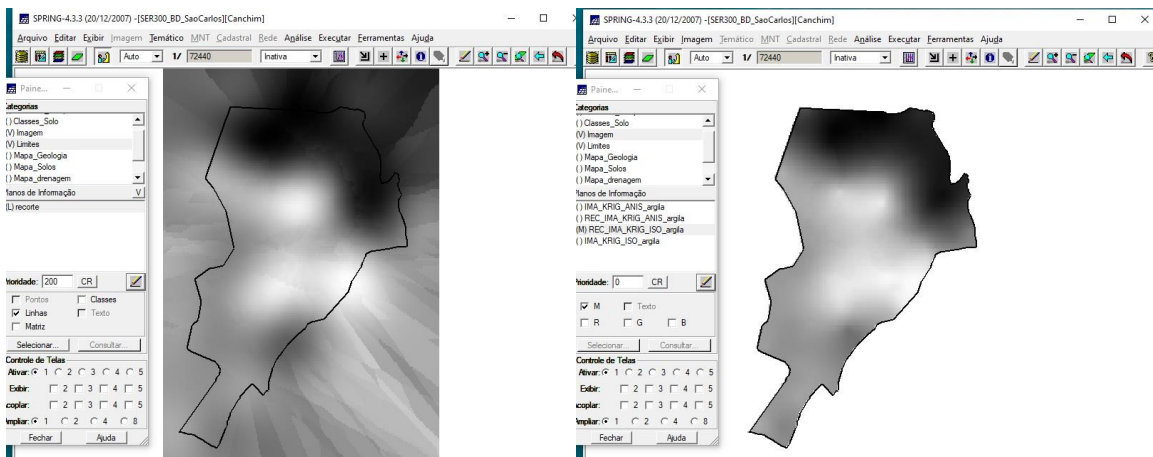 SPRING-4.3.3 (20/12/2007) -[SER300_BD_SaoCarlos][Canchim]
Arquivo Editar Exibir Imagem Temático MNT Cadastral Rede Análise Executar Ferramentas Ajuda
Auto 1/ 72440 Inativa
Paine...
Categorias
( ) Classes_Solo
(V) Imagem
(V) Limites
( ) Mapa_Geologia
( ) Mapa_Solos
( ) Mapa_drenagem
Planos de Informação V
(L) recorte
Prioridade: 200 CR
Pontos Classes
Linhas Texto
Matriz
Selecionar... Consultar...
Controle de Telas
Ativar: 1 2 3 4 5
Exibir: 2 3 4 5
Acoplar: 2 3 4 5
Ampliar: 1 2 4 8
Fechar Ajuda
SPRING-4.3.3 (20/12/2007) -[SER300_BD_SaoCarlos][Canchim]
Arquivo Editar Exibir Imagem Temático MNT Cadastral Rede Análise Executar Ferramentas Ajuda
Auto 1/ 72440 Inativa
Paine...
Categorias
( ) Classes_Solo
(V) Imagem
(V) Limites
( ) Mapa_Geologia
( ) Mapa_Solos
( ) Mapa_drenagem
Planos de Informação V
( ) IMA_KRIG_ANIS_argila
( ) REC_IMA_KRIG_ANIS_argila
(M) REC_IMA_KRIG_ISO_argila
( ) IMA_KRIG_ISO_argila
Prioridade: 0 CR
M Texto
R G B
Selecionar... Consultar...
Controle de Telas
Ativar: 1 2 3 4 5
Exibir: 2 3 4 5
Acoplar: 2 3 4 5
Ampliar: 1 2 4 8
Fechar Ajuda